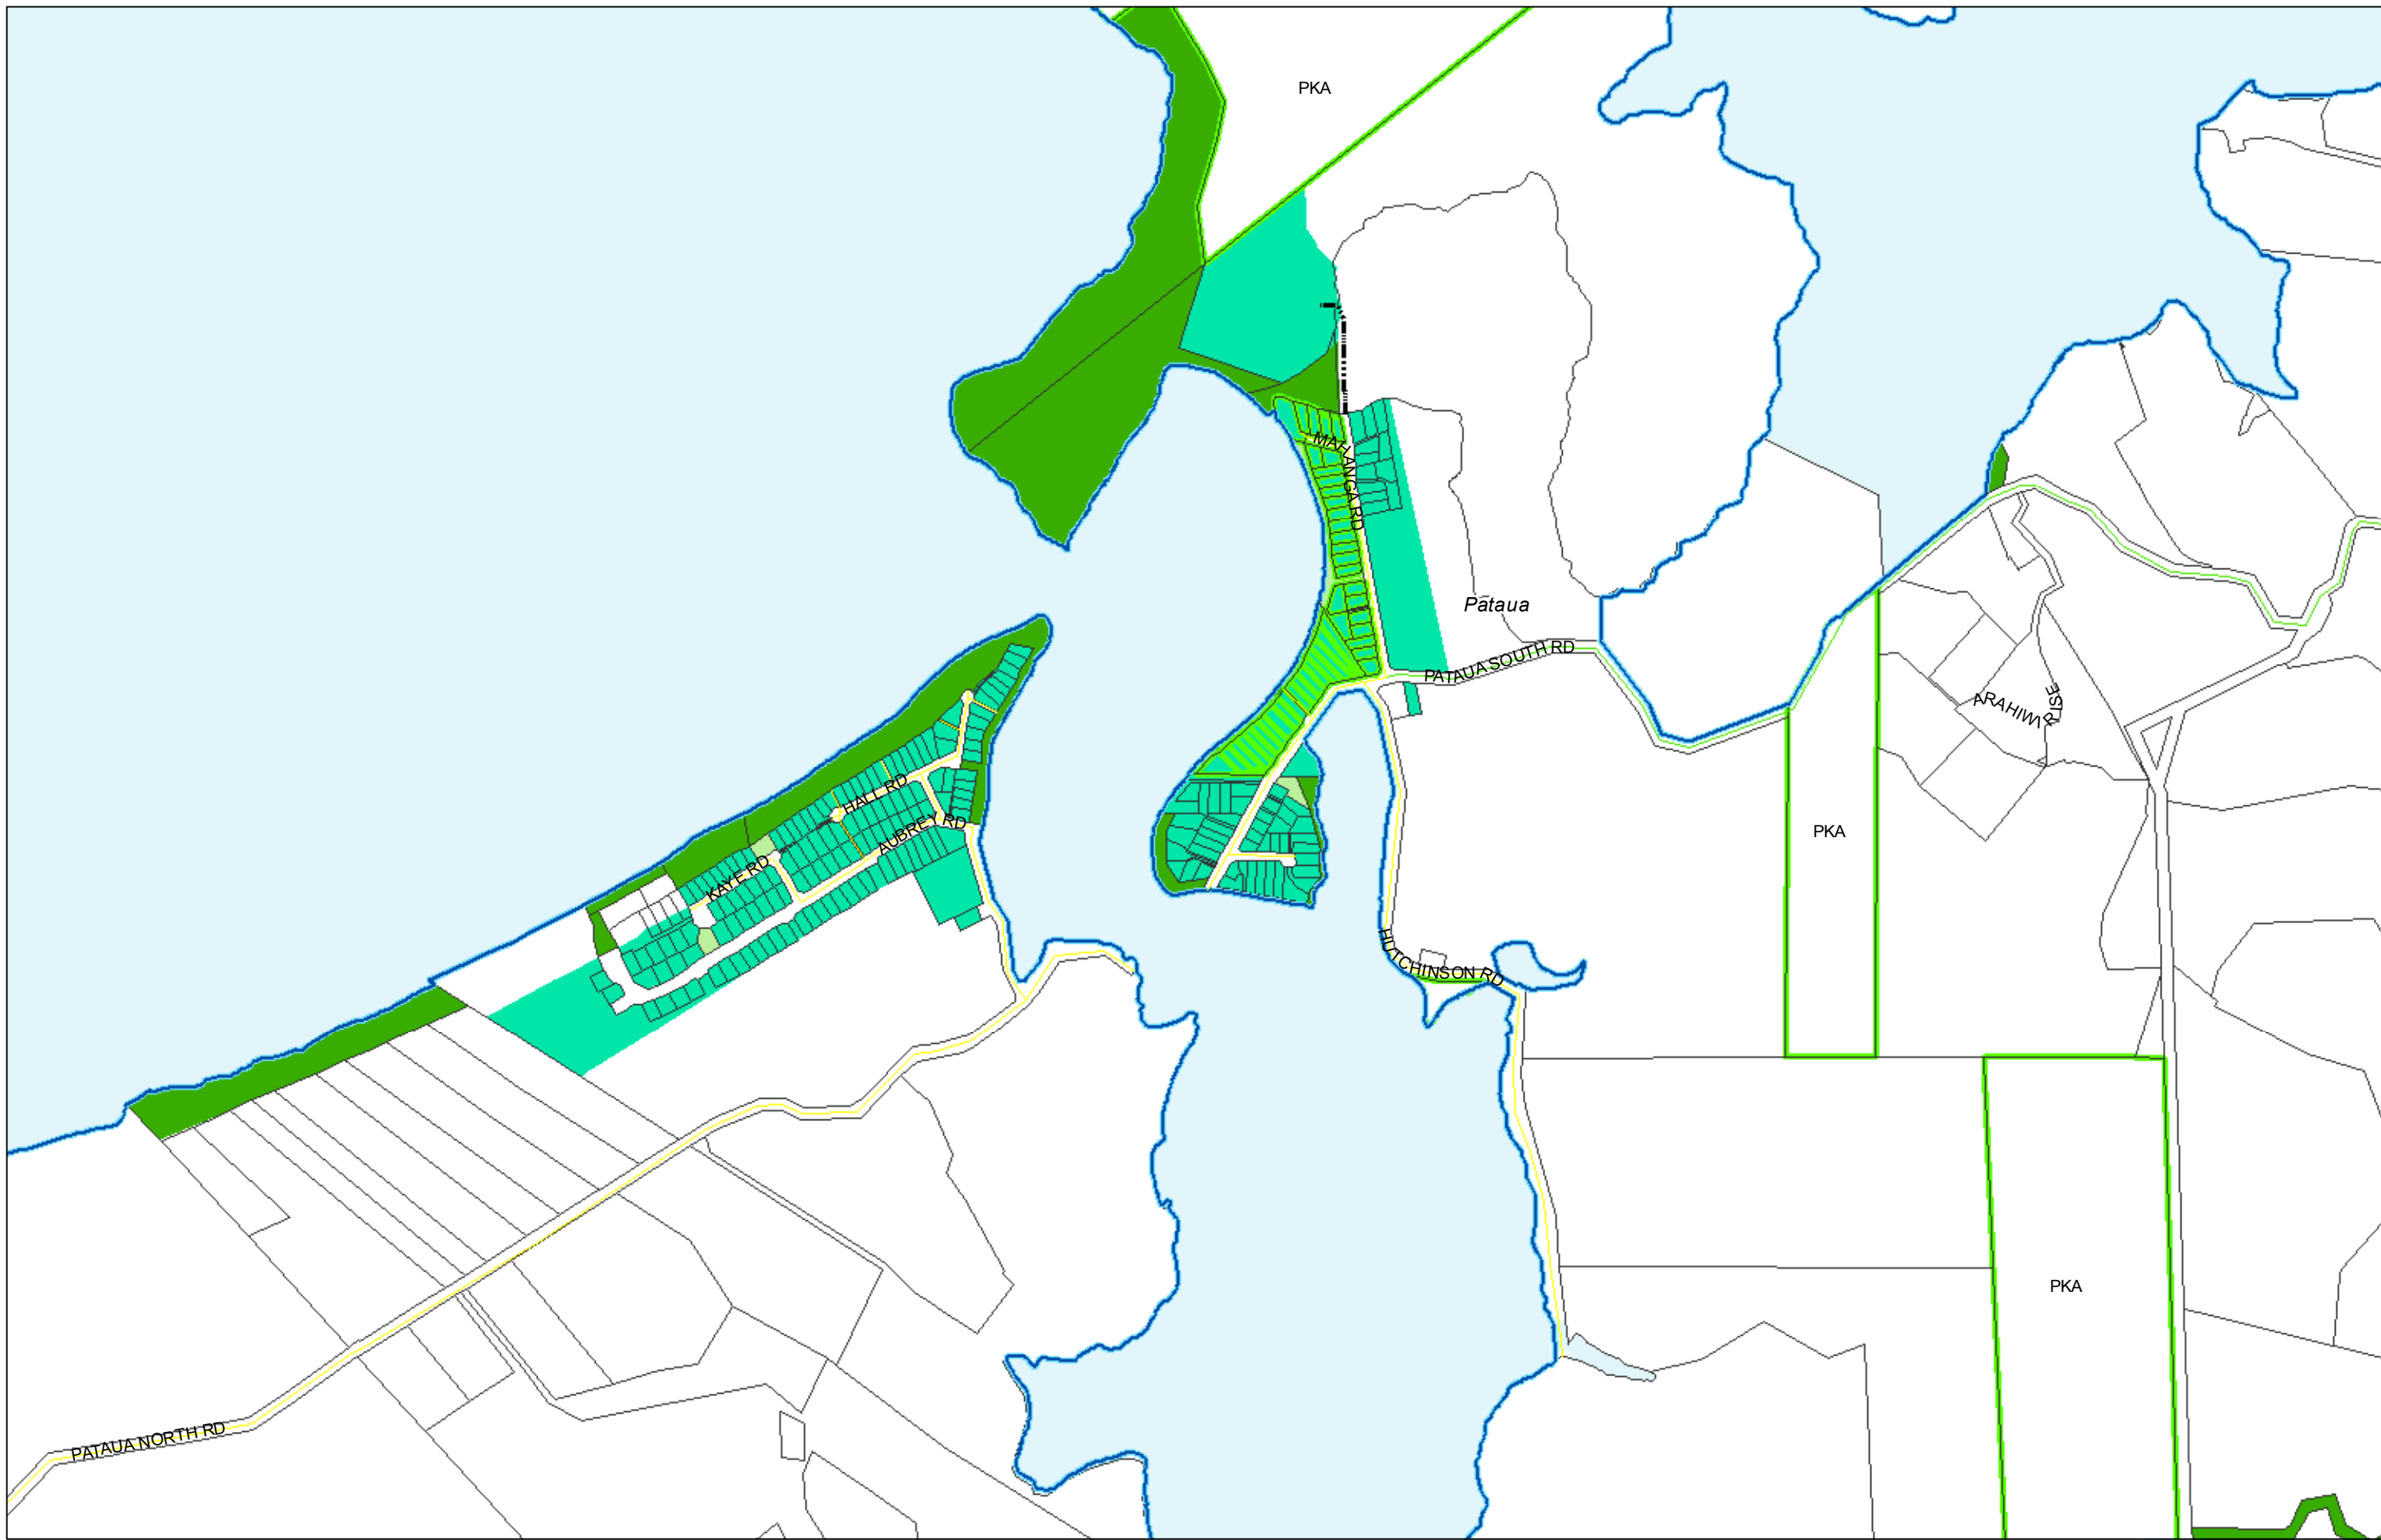 PKA
MAHANGA RD
Pataua
PATAUA SOUTH RD
ARAHIWI RISE
HALL RD
AUBREY RD
PKA
KAYE RD
HUTCHINSON RD
PKA
PATAUA NORTH RD